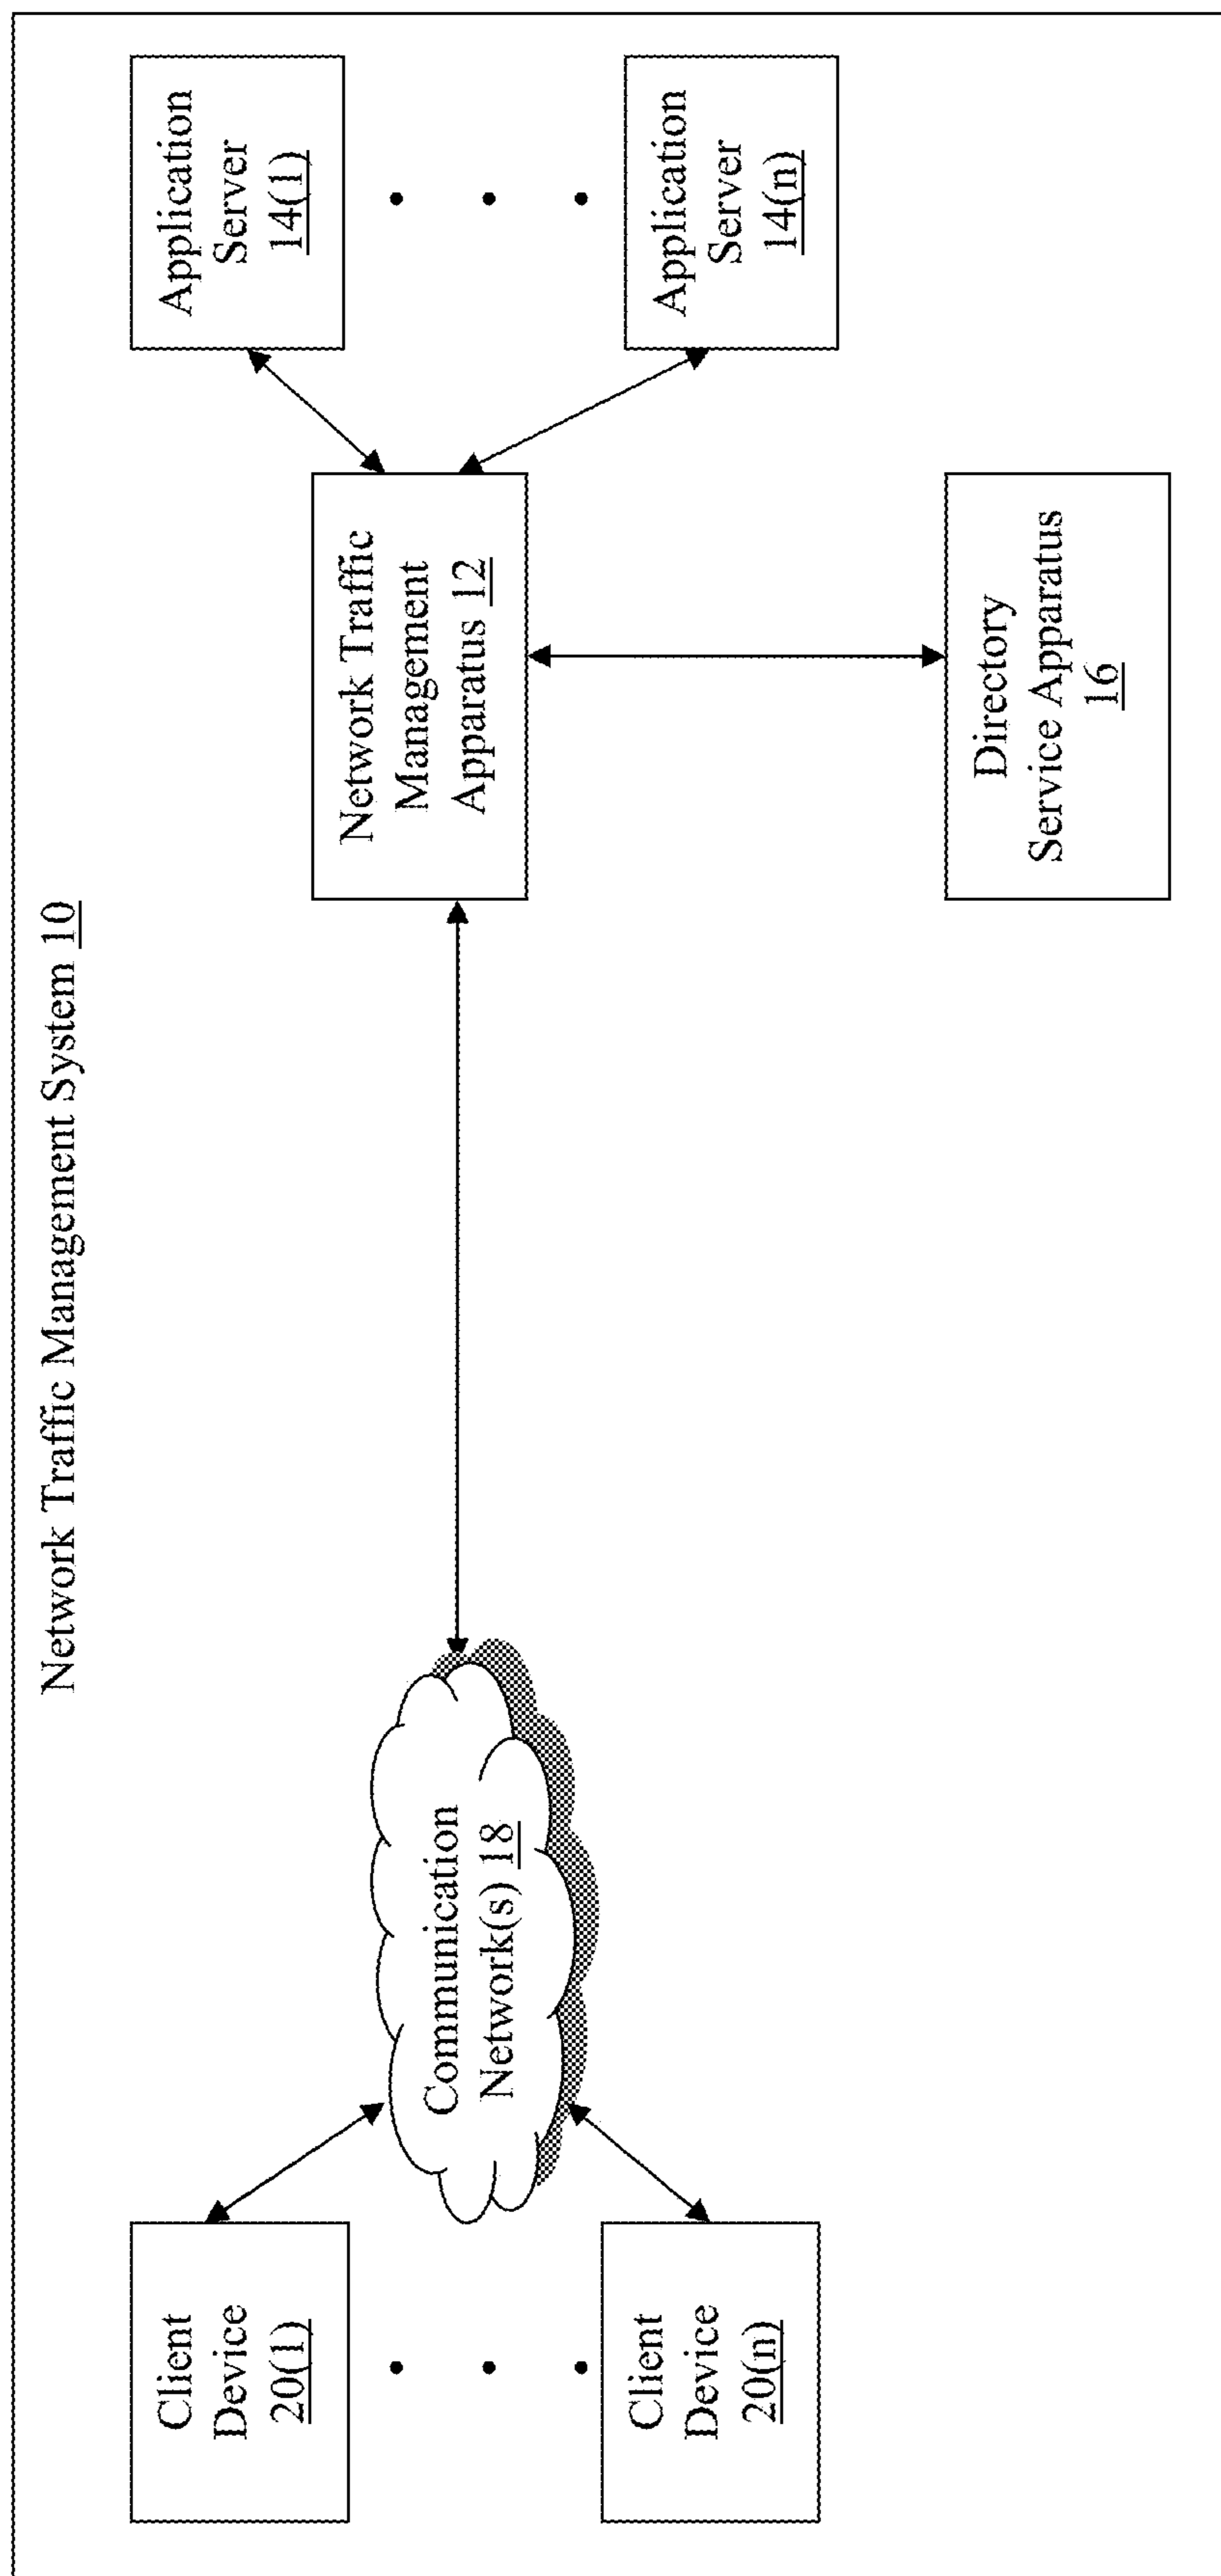 Network Traffic Management System 10
Client
Device
20(1)
Client
Device
20(n)
Communication
Network(s) 18
Network Traffic
Management
Apparatus 12
Directory
Service Apparatus
16
Application
Server
14(1)
Application
Server
14(n)